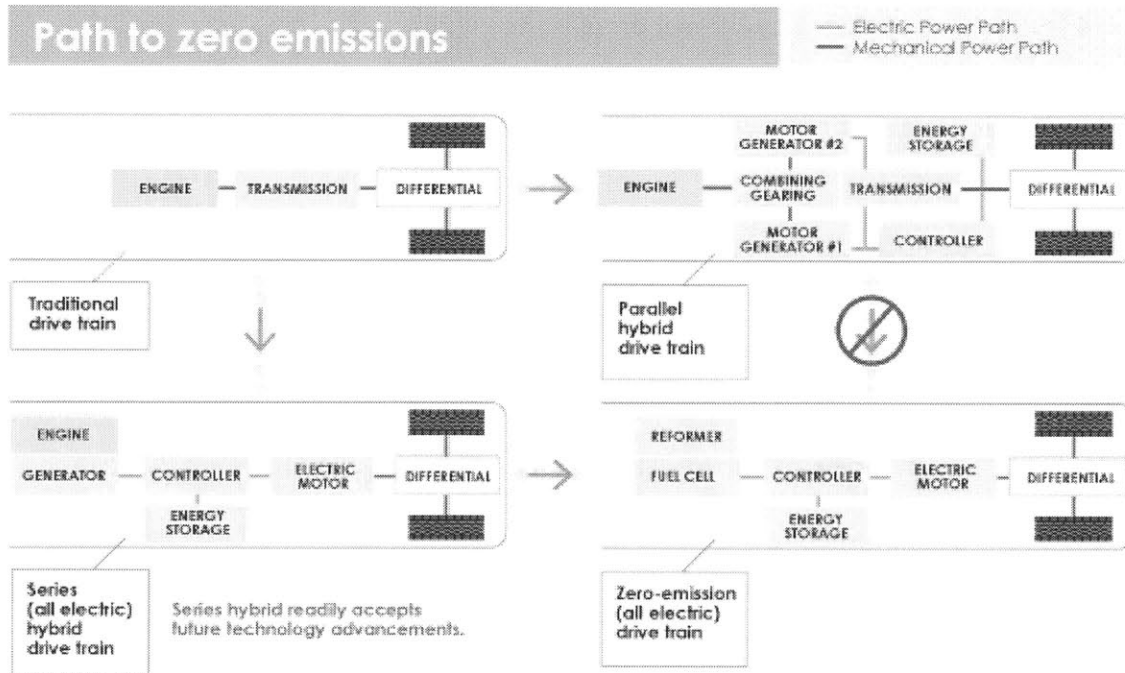 Path to zero emissions
Electric Power Path
Mechanical Power Path
ENGINE
TRANSMISSION
DIFFERENTIAL
Traditional
drive train
ENGINE
MOTOR
GENERATOR #2
COMBINING
GEARING
MOTOR
GENERATOR #1
TRANSMISSION
ENERGY
STORAGE
CONTROLLER
DIFFERENTIAL
Parallel
hybrid
drive train
ENGINE
GENERATOR
CONTROLLER
ENERGY
STORAGE
ELECTRIC
MOTOR
DIFFERENTIAL
Series
(all electric)
hybrid
drive train
Series hybrid readily accepts
future technology advancements.
REFORMER
FUEL CELL
CONTROLLER
ENERGY
STORAGE
ELECTRIC
MOTOR
DIFFERENTIAL
Zero-emission
(all electric)
drive train